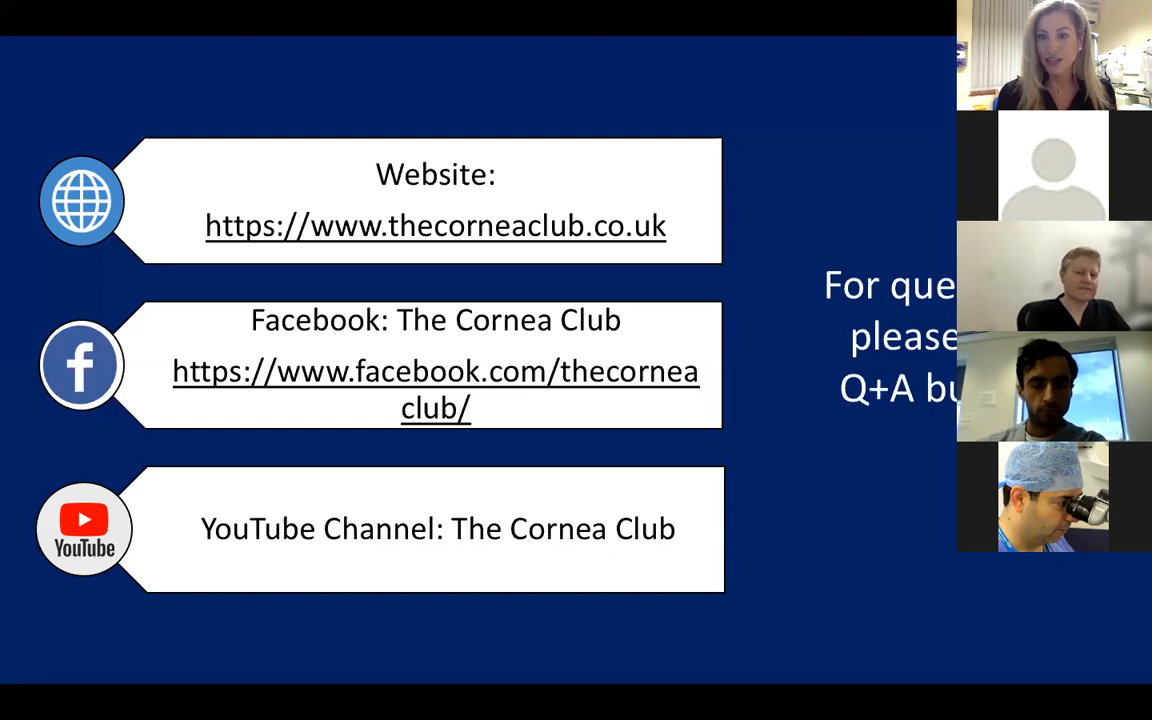 Website:
https://www.thecorneaclub.co.uk
Facebook: The Cornea Club
https://www.facebook.com/thecornea
club/
YouTube
YouTube Channel: The Cornea Club
For que
please
Q+A bu